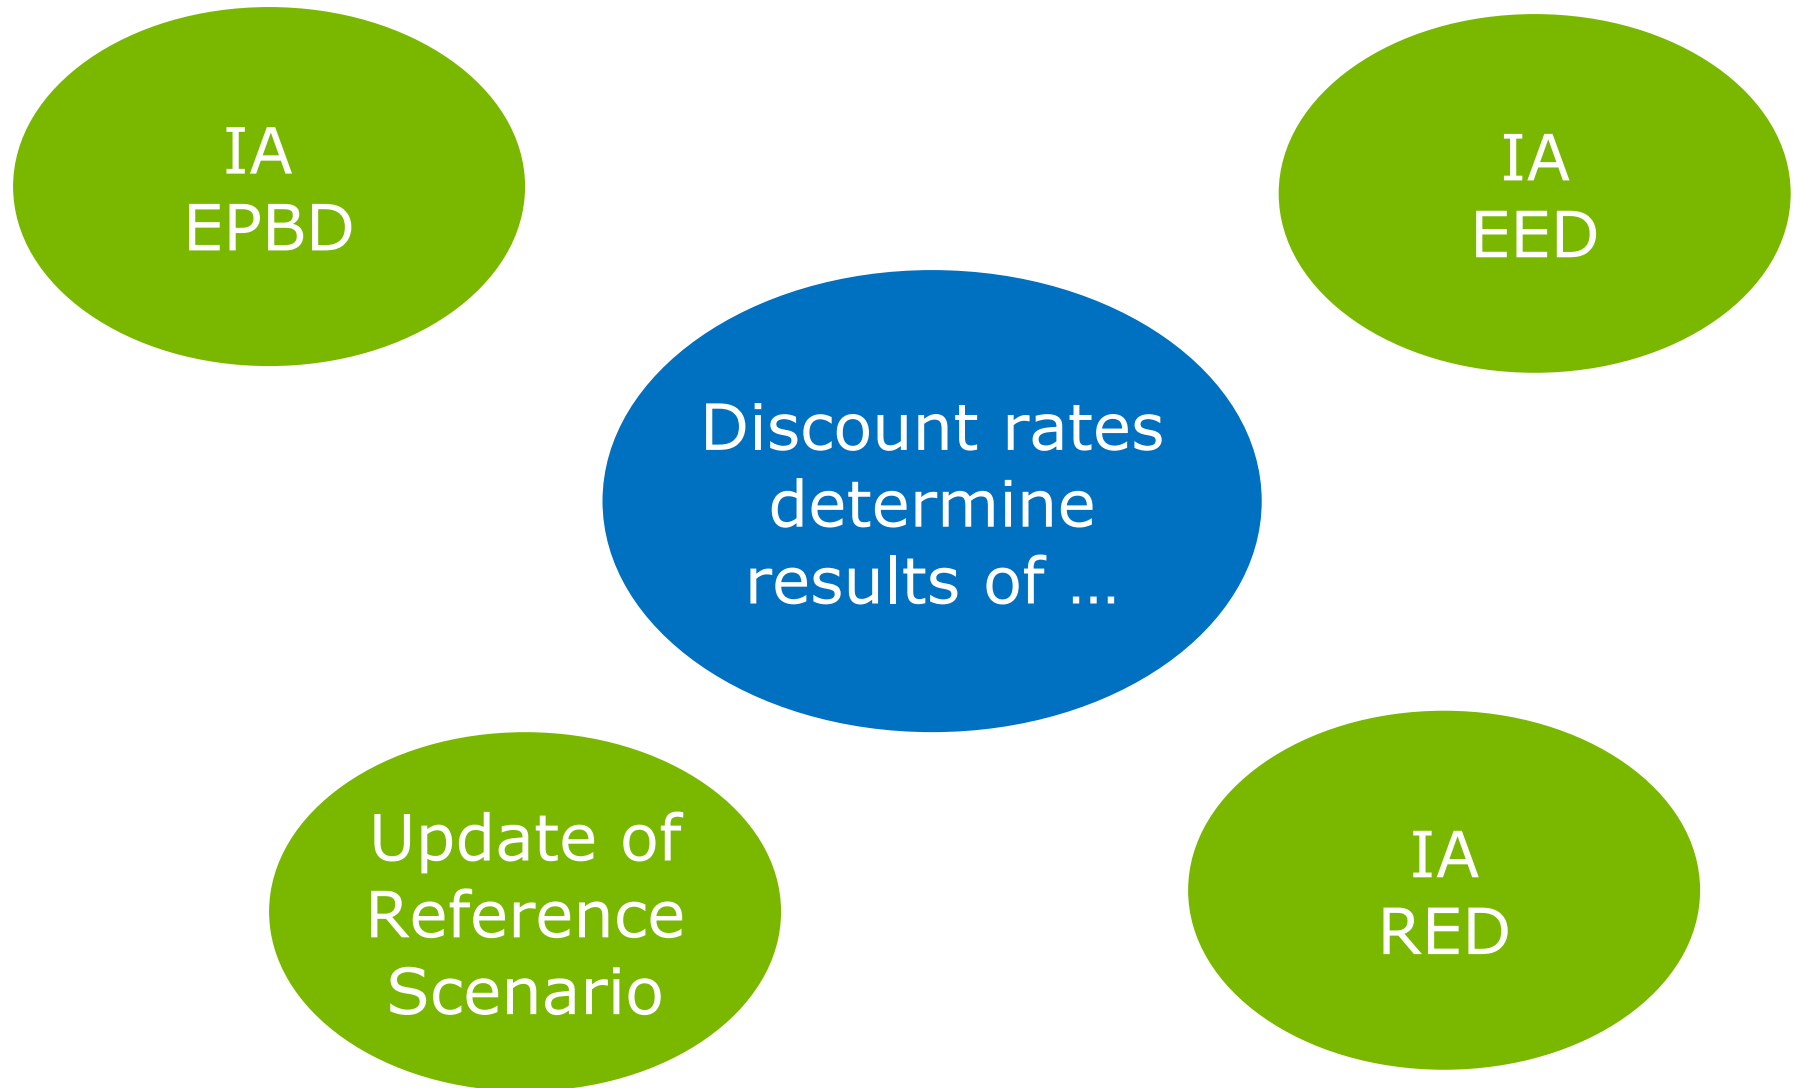 IA
EPBD
IA
EED
Discount rates
determine
results of …
Update of
Reference
Scenario
IA
RED